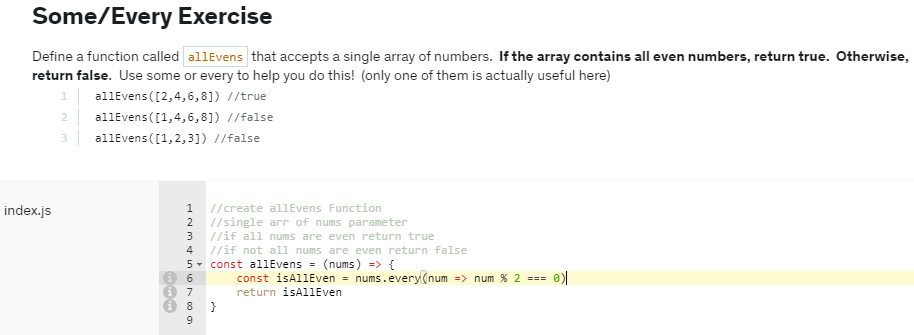 Some/Every Exercise
Define a function called allEvens that accepts a single array of numbers.  If the array contains all even numbers, return true.  Otherwise,
return false.  Use some or every to help you do this!  (only one of them is actually useful here)
1 allEvens([2,4,6,8]) //true
2 allEvens([1,4,6,8]) //false
3 allEvens([1,2,3]) //false
index.js
1 //create allEvens Function
2 //single arr of nums parameter
3 //if all nums are even return true
4 //if not all nums are even return false
5 const allEvens = (nums) => {
6     const isAllEven = nums.every(num => num % 2 === 0)
7     return isAllEven
8 }
9